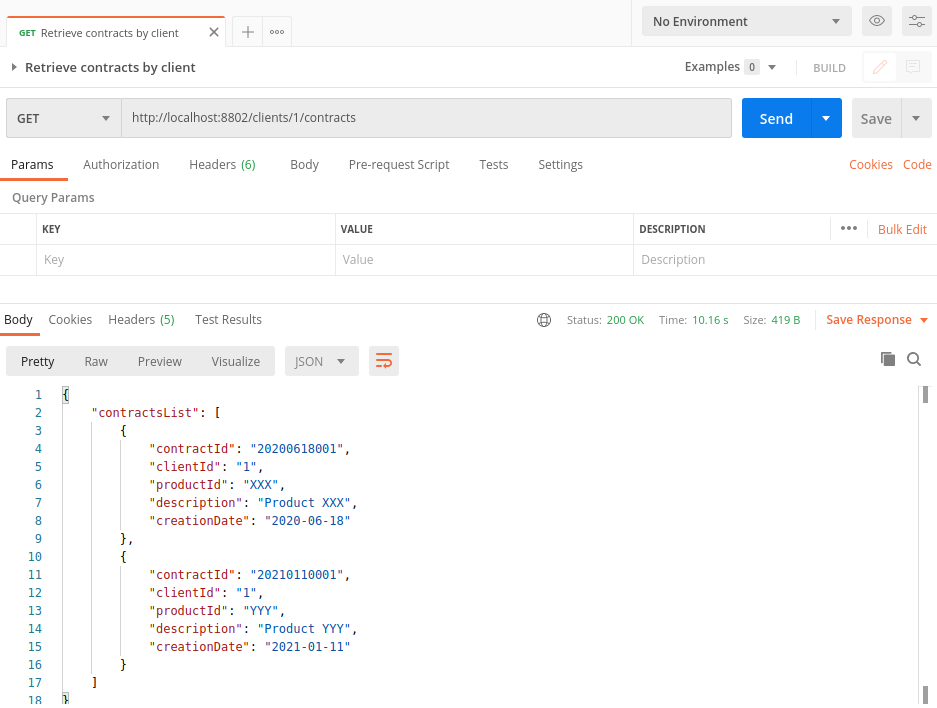 GET Retrieve contracts by client
No Environment
Retrieve contracts by client
Examples 0
BUILD
GET
http://localhost:8802/clients/1/contracts
Send
Save
Params Authorization Headers (6) Body Pre-request Script Tests Settings Cookies Code
Query Params
KEY VALUE DESCRIPTION Bulk Edit
Key Value Description
Body Cookies Headers (5) Test Results Status: 200 OK Time: 10.16 s Size: 419 B Save Response
Pretty Raw Preview Visualize JSON
1 {
2 "contractsList": [
3 {
4 "contractId": "20200618001",
5 "clientId": "1",
6 "productId": "XXX",
7 "description": "Product XXX",
8 "creationDate": "2020-06-18"
9 },
10 {
11 "contractId": "20210110001",
12 "clientId": "1",
13 "productId": "YYY",
14 "description": "Product YYY",
15 "creationDate": "2021-01-11"
16 }
17 ]
18 }